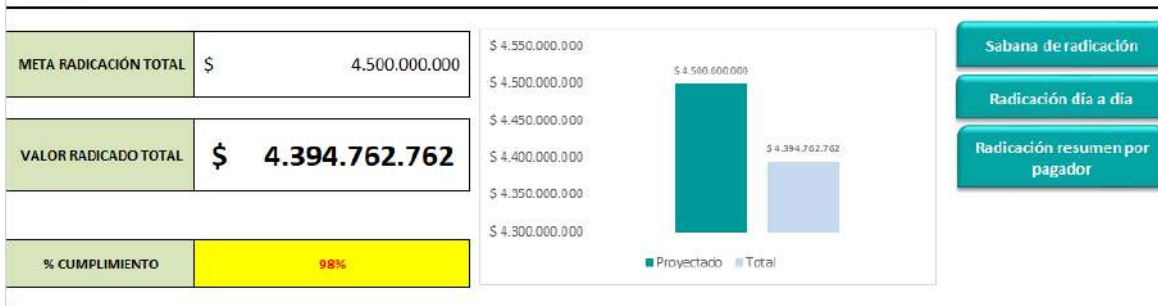 META RADICACIÓN TOTAL $ 4.500.000.000
VALOR RADICADO TOTAL $ 4.394.762.762
% CUMPLIMIENTO 98%
$ 4.550.000.000
$ 4.500.000.000
$ 4.450.000.000
$ 4.400.000.000
$ 4.350.000.000
$ 4.300.000.000
$ 4.500.000.000
$ 4.394.762.762
Proyectado Total
Sabana de radicación
Radicación día a día
Radicación resumen por
pagador